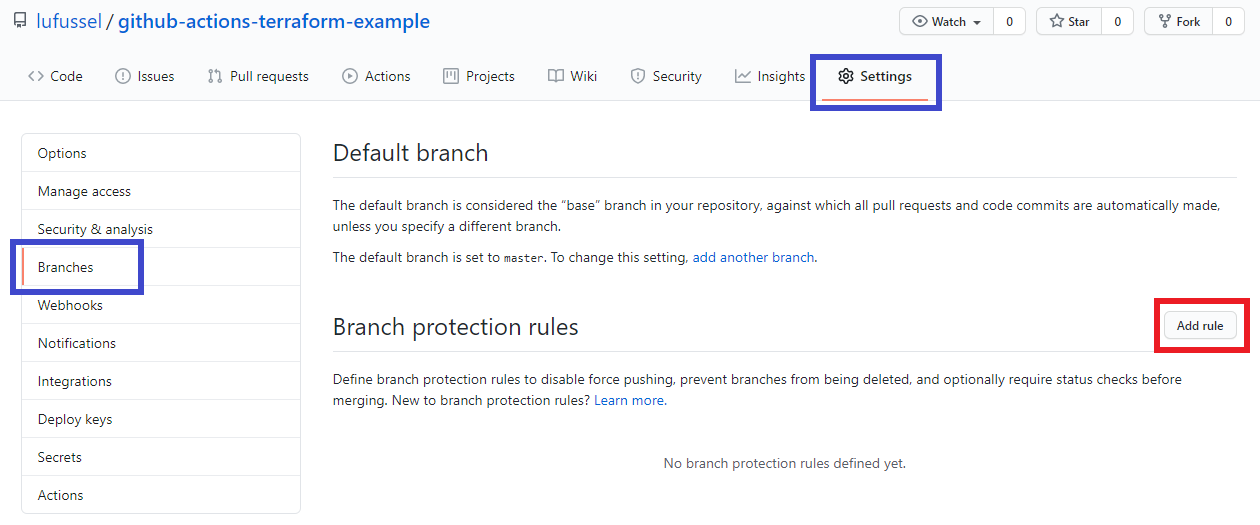 lufussel / github-actions-terraform-example
Watch 0 Star 0 Fork 0
Code Issues Pull requests Actions Projects Wiki Security Insights Settings
Options
Manage access
Security & analysis
Branches
Webhooks
Notifications
Integrations
Deploy keys
Secrets
Actions
Default branch
The default branch is considered the “base” branch in your repository, against which all pull requests and code commits are automatically made,
unless you specify a different branch.
The default branch is set to master. To change this setting, add another branch.
Branch protection rules
Add rule
Define branch protection rules to disable force pushing, prevent branches from being deleted, and optionally require status checks before
merging. New to branch protection rules? Learn more.
No branch protection rules defined yet.